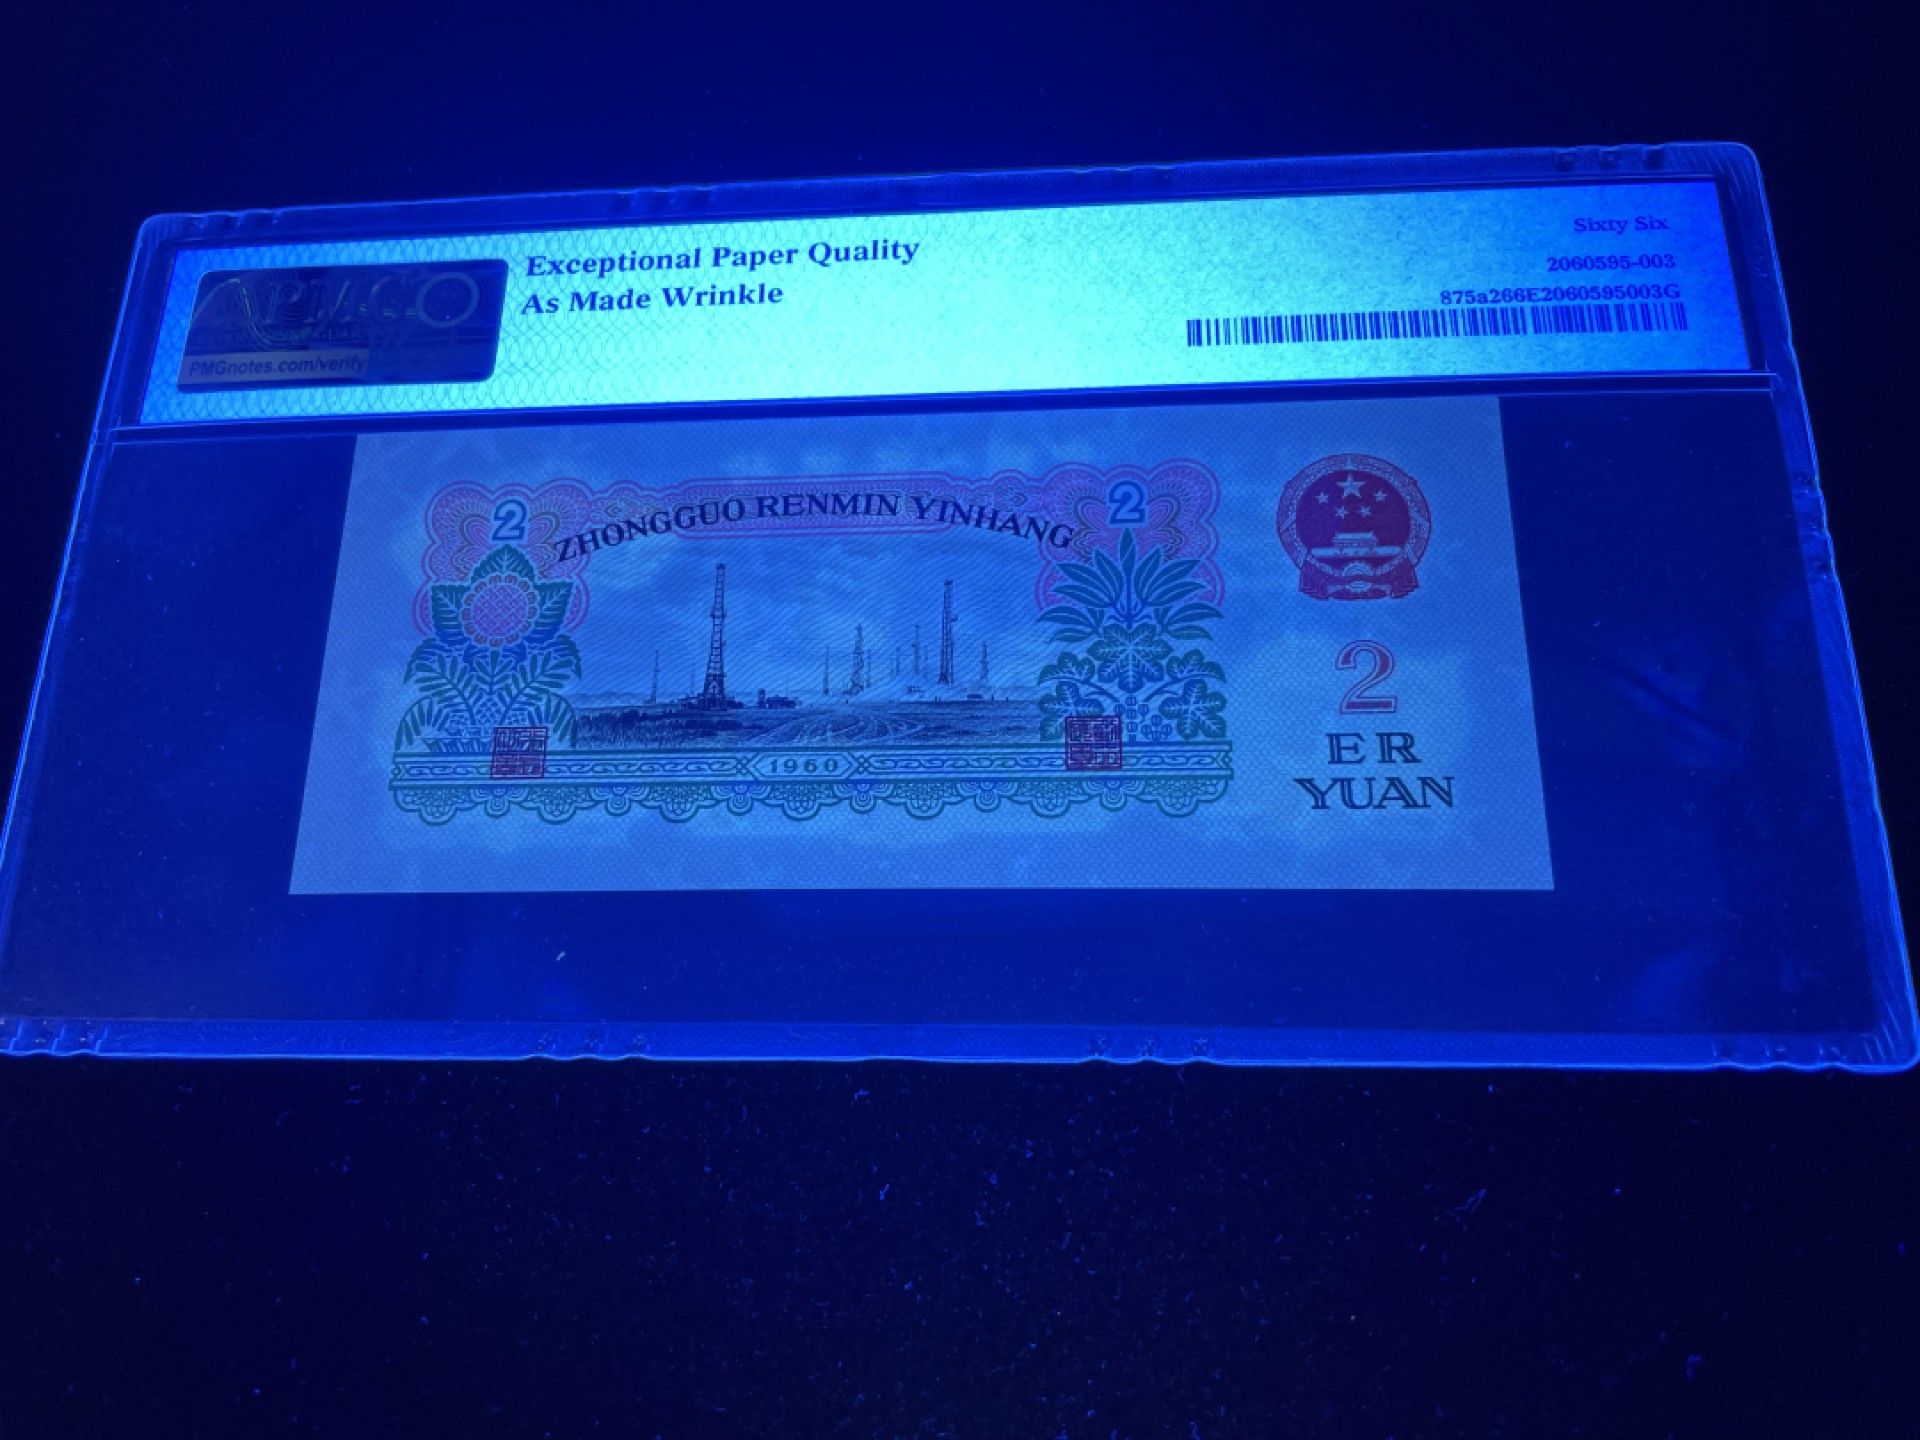 Exceptional Paper Quality
As Made Wrinkle
Sixty Six
2060595-003
875a266E2060595003G
PMG
PMGnotes.com/verify
2
ZHONGGUO RENMIN YINHANG
2
2
ER
YUAN
1960